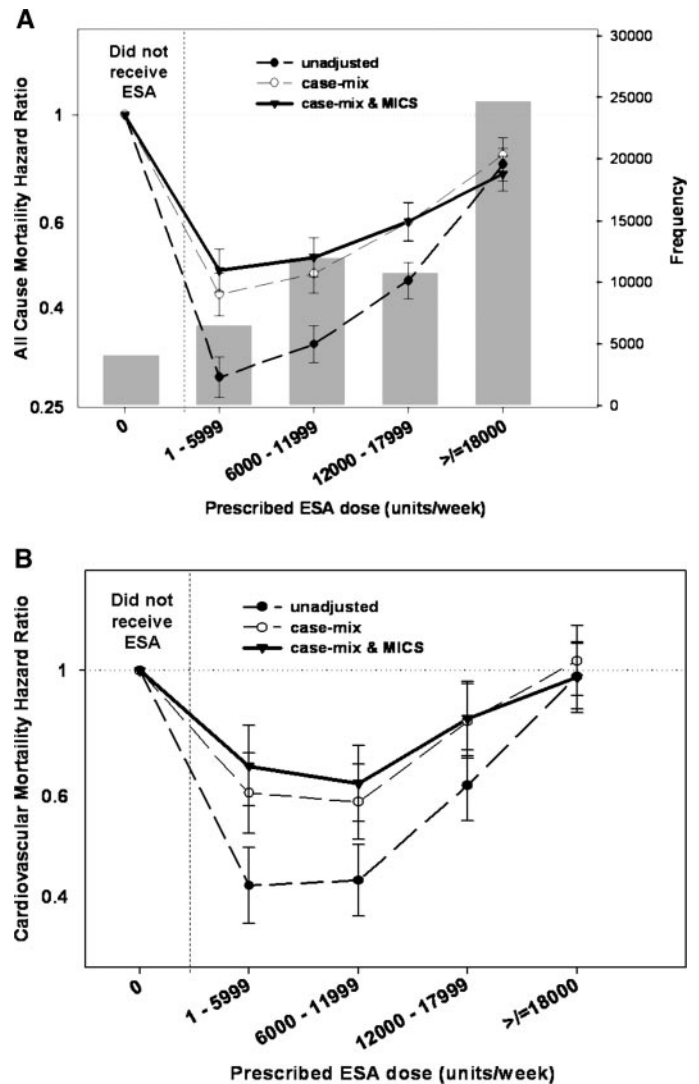 A
Did not
receive
ESA
unadjusted
case-mix
case-mix & MICS
All Cause Mortaility Hazard Ratio
1
0.6
0.4
0.25
30000
25000
20000
15000
10000
5000
0
Frequency
0
1 - 5999
6000 - 11999
12000 - 17999
>/=18000
Prescribed ESA dose (units/week)
B
Did not
receive
ESA
unadjusted
case-mix
case-mix & MICS
Cardiovascular Mortaility Hazard Ratio
1
0.6
0.4
0
1 - 5999
6000 - 11999
12000 - 17999
>/=18000
Prescribed ESA dose (units/week)